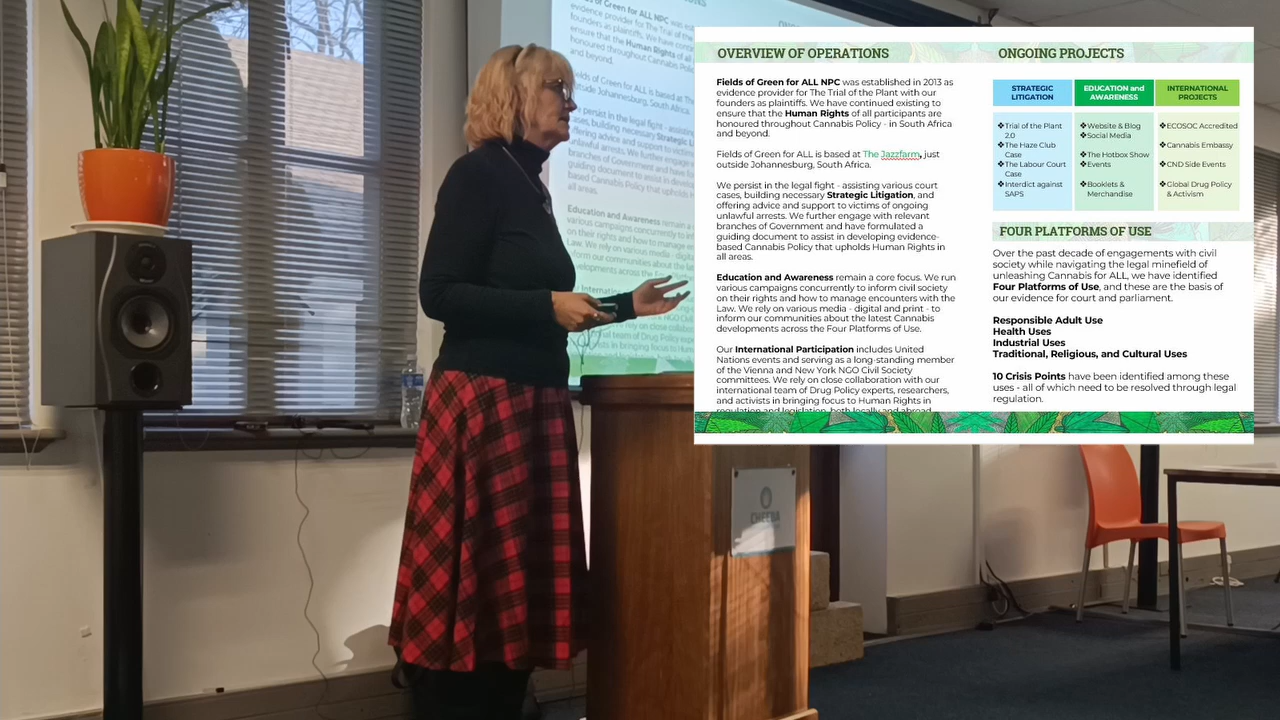 OVERVIEW OF OPERATIONS
Fields of Green for ALL NPC was established in 2013 as
evidence provider for The Trial of the Plant with our
founders as plaintiffs. We have continued existing to
ensure that the Human Rights of all participants are
honoured throughout Cannabis Policy - in South Africa
and beyond.
Fields of Green for ALL is based at The Jazzfarm, just
outside Johannesburg, South Africa.
We persist in the legal fight - assisting various court
cases, building necessary Strategic Litigation, and
offering advice and support to victims of ongoing
unlawful arrests. We further engage with relevant
branches of Government and have formulated a
guiding document to assist in developing evidence-
based Cannabis Policy that upholds Human Rights in
all areas.
Education and Awareness remain a core focus. We run
various campaigns concurrently to inform civil society
on their rights and how to manage encounters with the
Law. We rely on various media - digital and print - to
inform our communities about the latest Cannabis
developments across the Four Platforms of Use.
Our International Participation includes United
Nations events and serving as a long-standing member
of the Vienna and New York NGO Civil Society
committees. We rely on close collaboration with our
international team of Drug Policy experts, researchers,
and activists in bringing focus to Human Rights in
regulation and legislation, both locally and abroad.
ONGOING PROJECTS
STRATEGIC
LITIGATION
❖Trial of the Plant
2.0
❖The Haze Club
Case
❖The Labour Court
Case
❖Interdict against
SAPS
EDUCATION and
AWARENESS
❖Website & Blog
❖Social Media
❖The Hotbox Show
❖Events
❖Booklets &
Merchandise
INTERNATIONAL
PROJECTS
❖ECOSOC Accredited
❖Cannabis Embassy
❖CND Side Events
❖Global Drug Policy
& Activism
FOUR PLATFORMS OF USE
Over the past decade of engagements with civil
society while navigating the legal minefield of
unleashing Cannabis for ALL, we have identified
Four Platforms of Use, and these are the basis of
our evidence for court and parliament.
Responsible Adult Use
Health Uses
Industrial Uses
Traditional, Religious, and Cultural Uses
10 Crisis Points have been identified among these
uses - all of which need to be resolved through legal
regulation.
CHEEBA